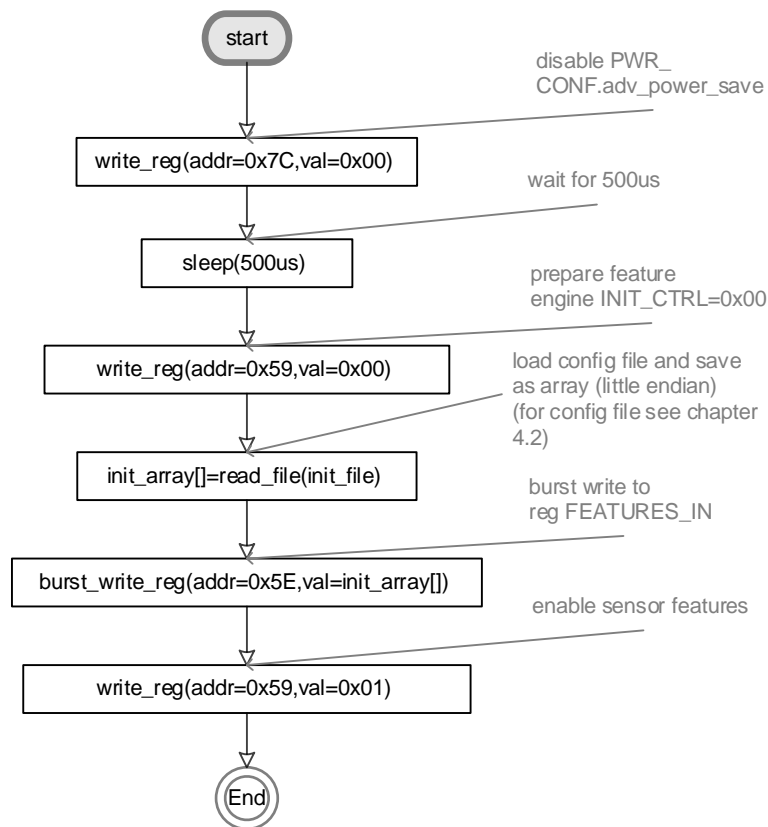 start
disable PWR_
CONF.adv_power_save
write_reg(addr=0x7C,val=0x00)
wait for 500us
sleep(500us)
prepare feature
engine INIT_CTRL=0x00
write_reg(addr=0x59,val=0x00)
load config file and save
as array (little endian)
(for config file see chapter
4.2)
init_array[]=read_file(init_file)
burst write to
reg FEATURES_IN
burst_write_reg(addr=0x5E,val=init_array[])
enable sensor features
write_reg(addr=0x59,val=0x01)
End